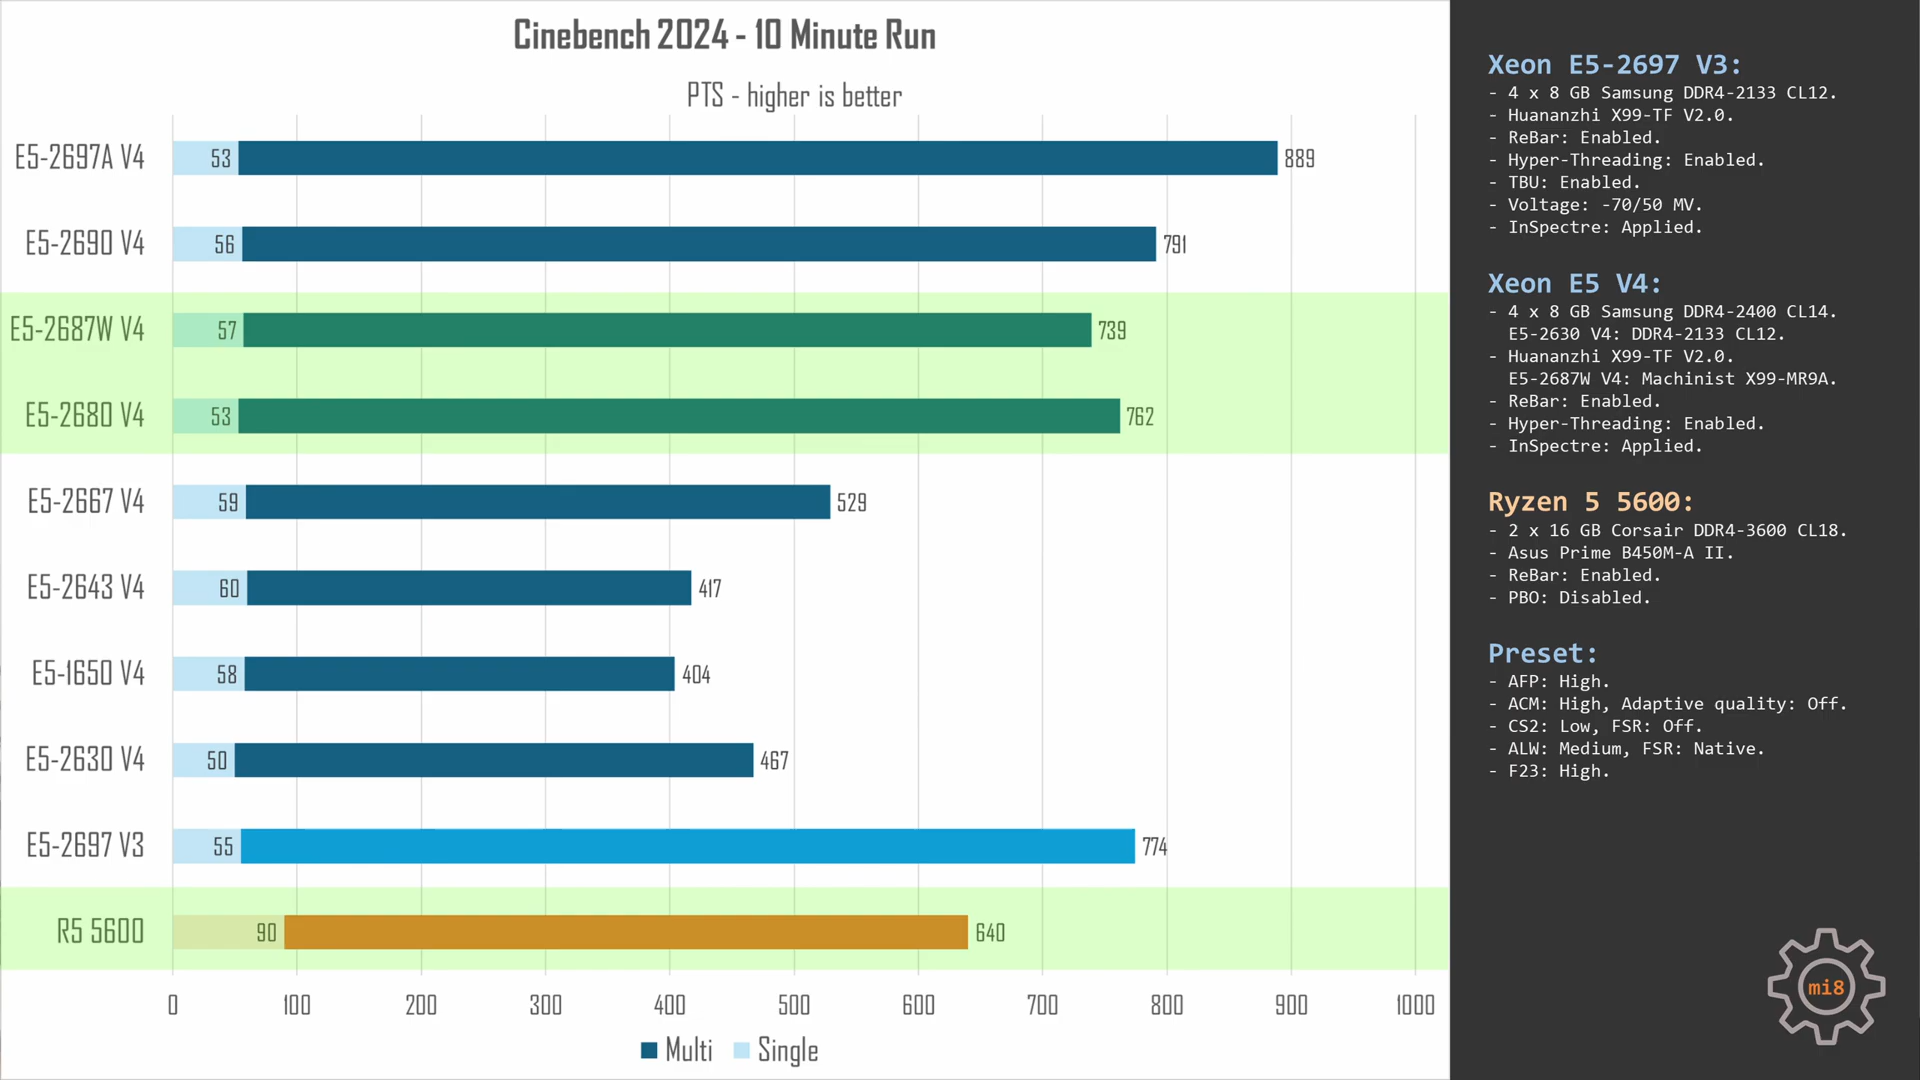 Cinebench 2024 - 10 Minute Run
PTS - higher is better
E5-2697A V4 53 889
E5-2690 V4 56 791
E5-2687W V4 57 739
E5-2680 V4 53 762
E5-2667 V4 59 529
E5-2643 V4 60 417
E5-1650 V4 58 404
E5-2630 V4 50 467
E5-2697 V3 55 774
R5 5600 90 640
0 100 200 300 400 500 600 700 800 900 1000
Multi Single
Xeon E5-2697 V3:
- 4 x 8 GB Samsung DDR4-2133 CL12.
- Huananzhi X99-TF V2.0.
- ReBar: Enabled.
- Hyper-Threading: Enabled.
- TBU: Enabled.
- Voltage: -70/50 MV.
- InSpectre: Applied.
Xeon E5 V4:
- 4 x 8 GB Samsung DDR4-2400 CL14.
E5-2630 V4: DDR4-2133 CL12.
- Huananzhi X99-TF V2.0.
E5-2687W V4: Machinist X99-MR9A.
- ReBar: Enabled.
- Hyper-Threading: Enabled.
- InSpectre: Applied.
Ryzen 5 5600:
- 2 x 16 GB Corsair DDR4-3600 CL18.
- Asus Prime B450M-A II.
- ReBar: Enabled.
- PBO: Disabled.
Preset:
- AFP: High.
- ACM: High, Adaptive quality: Off.
- CS2: Low, FSR: Off.
- ALW: Medium, FSR: Native.
- F23: High.
mi8